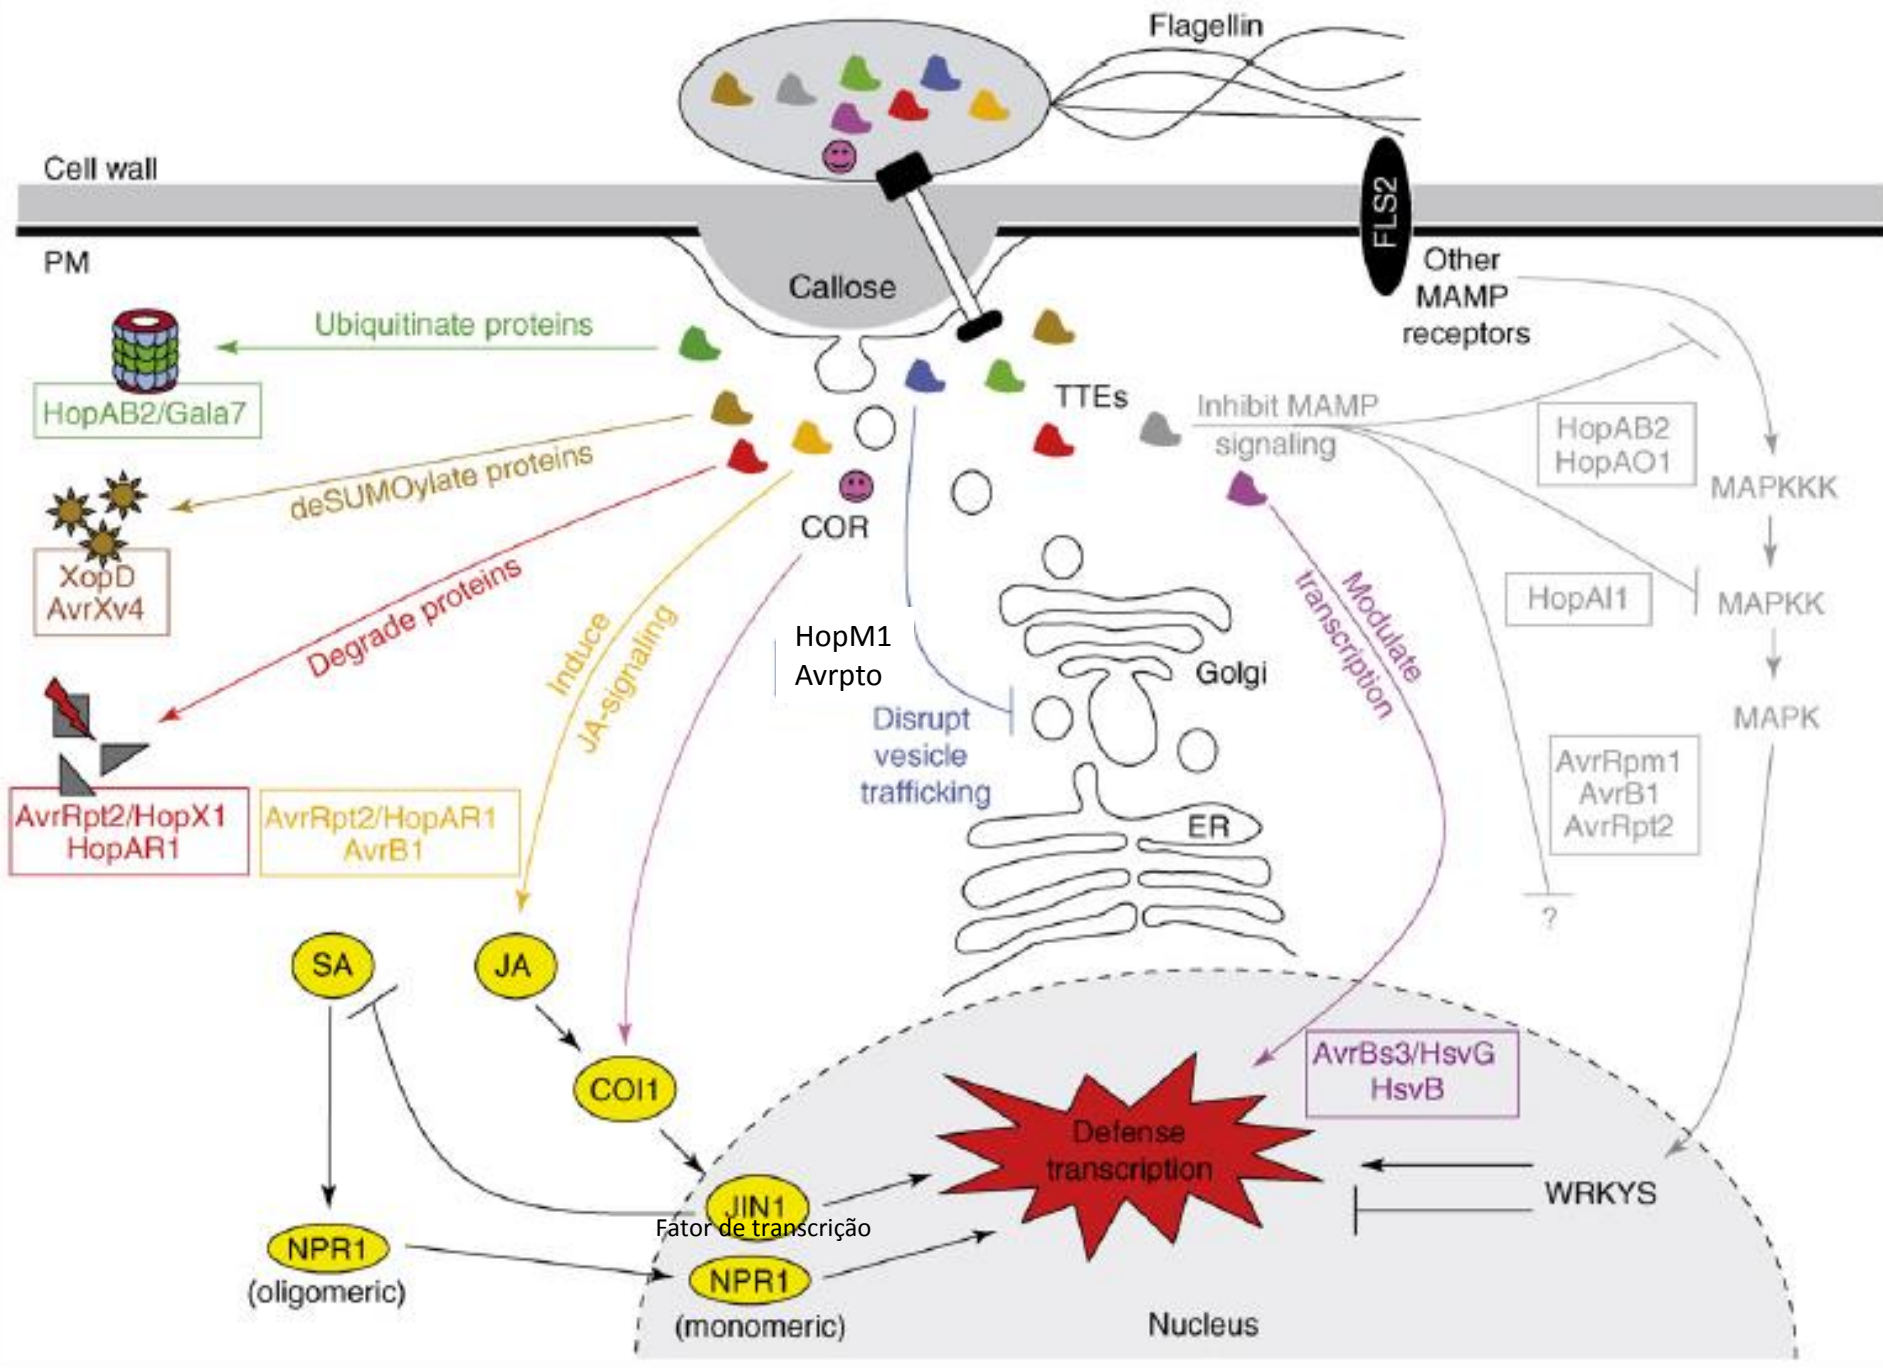 Flagellin
Cell wall
FLS2
PM
Callose
Other
MAMP
receptors
Ubiquitinate proteins
HopAB2/Gala7
TTEs
Inhibit MAMP
signaling
HopAB2
HopAO1
MAPKKK
deSUMOylate proteins
COR
XopD
AvrXv4
Degrade proteins
Induce
JA-signaling
HopM1
Avrpto
Golgi
Modulate
transcription
HopAI1
MAPKK
MAPK
Disrupt
vesicle
trafficking
AvrRpm1
AvrB1
AvrRpt2
AvrRpt2/HopX1
HopAR1
AvrRpt2/HopAR1
AvrB1
ER
?
SA
JA
COI1
AvrBs3/HsvG
HsvB
Defense
transcription
WRKYS
JIN1
Fator de transcrição
NPR1
(oligomeric)
NPR1
(monomeric)
Nucleus